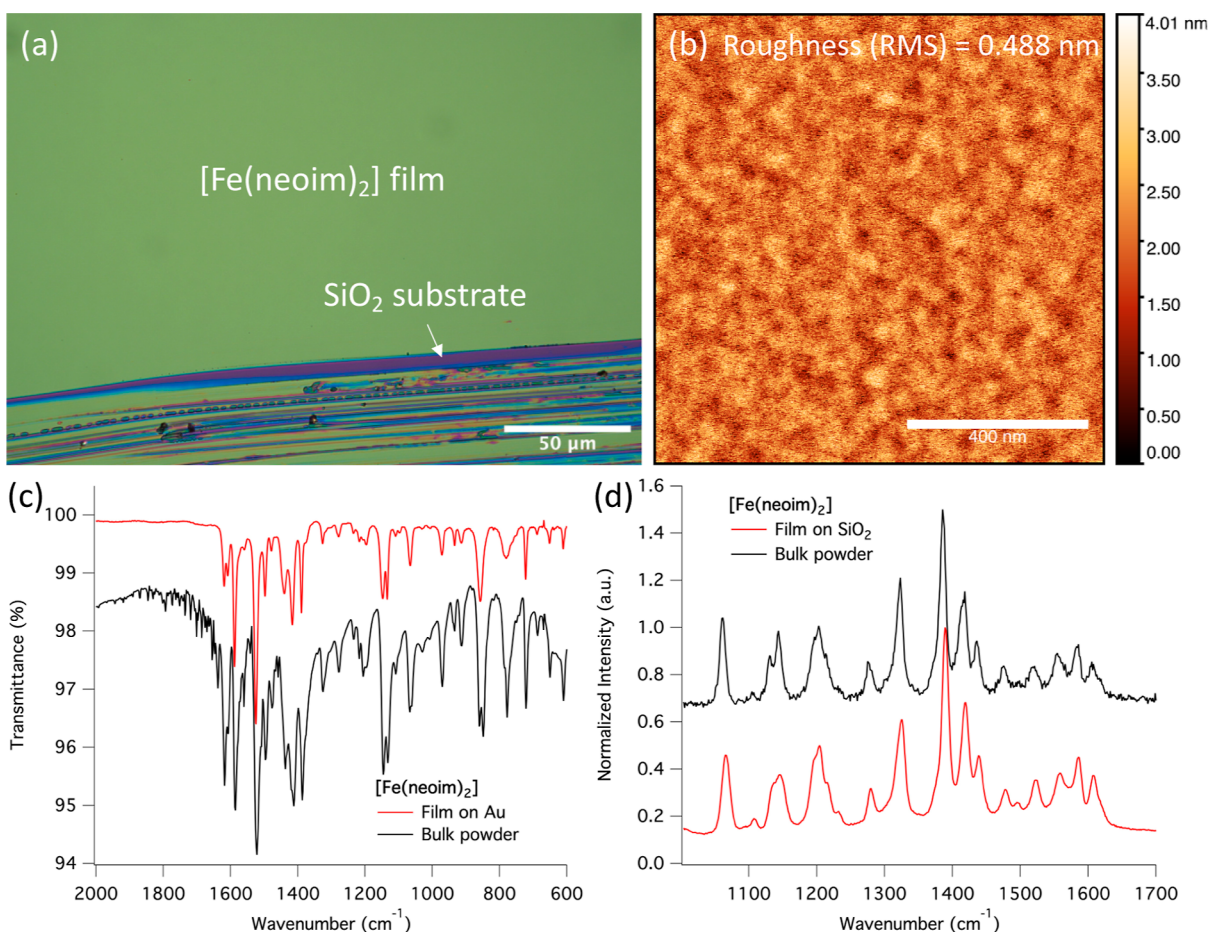 (a)
[Fe(neoim)₂] film
SiO₂ substrate
50 µm
(b) Roughness (RMS) = 0.488 nm
400 nm
4.01 nm
3.50
3.00
2.50
2.00
1.50
1.00
0.50
0.00
(c)
100
99
98
97
96
95
94
Transmittance (%)
[Fe(neoim)₂]
Film on Au
Bulk powder
2000 1800 1600 1400 1200 1000 800 600
Wavenumber (cm⁻¹)
(d)
1.6
1.4
1.2
1.0
0.8
0.6
0.4
0.2
0.0
Normalized Intensity (a.u.)
[Fe(neoim)₂]
Film on SiO₂
Bulk powder
1100 1200 1300 1400 1500 1600 1700
Wavenumber (cm⁻¹)